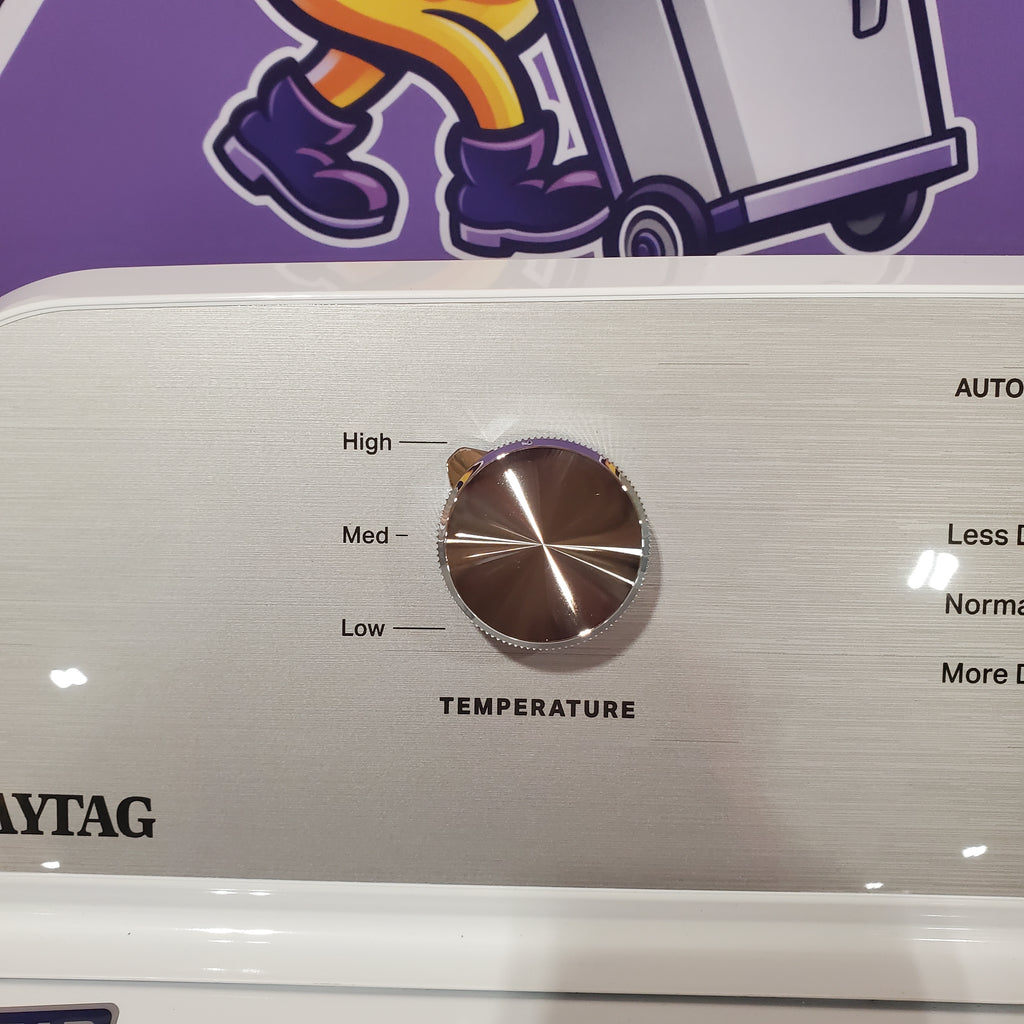 AUTO
High
Med
Less D
Norma
Low
More D
TEMPERATURE
AYTAG